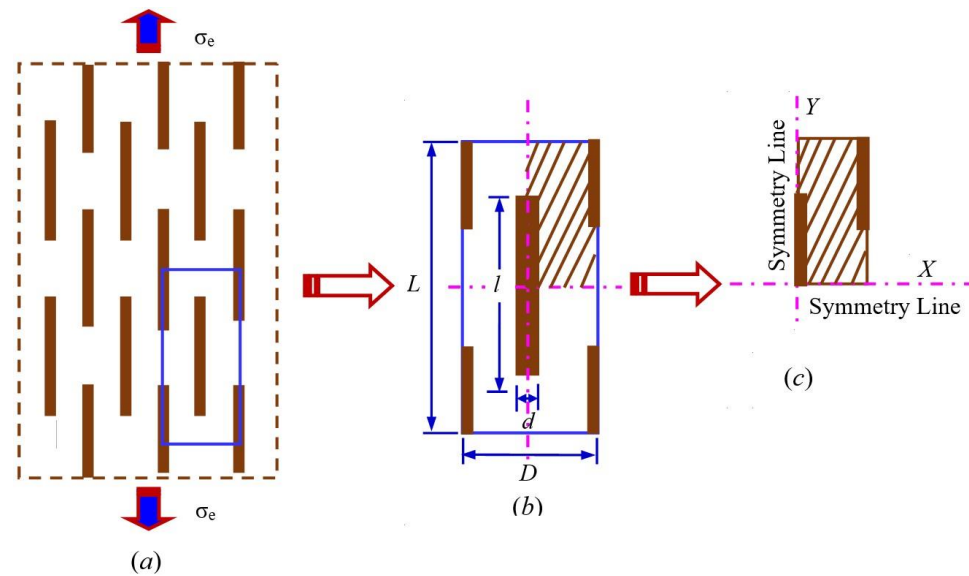 σe
σe
(a)
L
l
d
D
(b)
Y
Symmetry Line
X
Symmetry Line
(c)